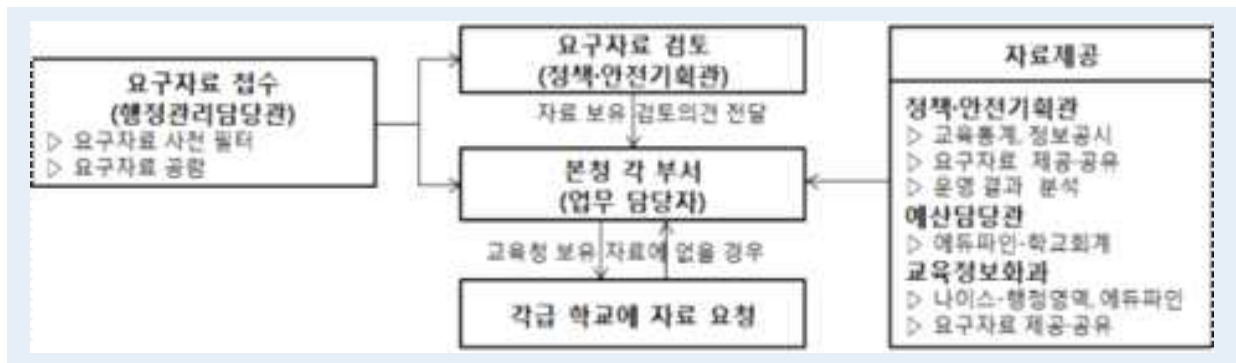 요구자료 접수
(행정관리담당관)
▷ 요구자료 사전 필터
▷ 요구자료 공람
요구자료 검토
(정책·안전기획관)
자료 보유 검토의견 전달
본청 각 부서
(업무 담당자)
교육청 보유 자료에 없을 경우
각급 학교에 자료 요청
자료제공
정책·안전기획관
▷ 교육통계, 정보공시
▷ 요구자료 제공·공유
▷ 운영 결과 분석
예산담당관
▷ 에듀파인-학교회계
교육정보화과
▷ 나이스-행정영역, 에듀파인
▷ 요구자료 제공·공유